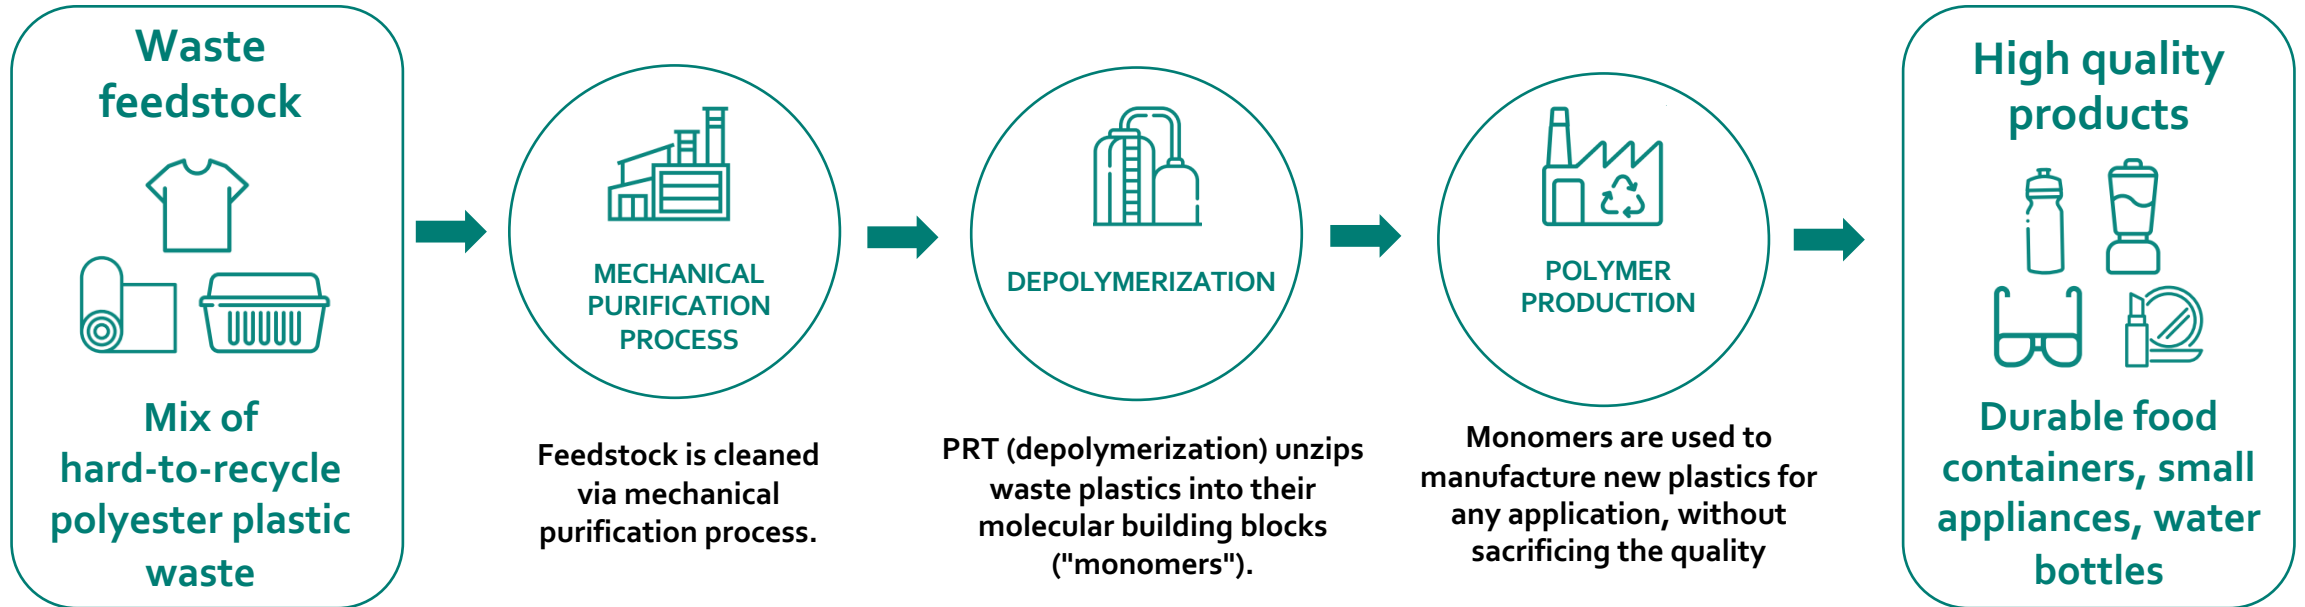 Waste
feedstock
Mix of
hard-to-recycle
polyester plastic
waste
MECHANICAL
PURIFICATION
PROCESS
Feedstock is cleaned
via mechanical
purification process.
DEPOLYMERIZATION
PRT (depolymerization) unzips
waste plastics into their
molecular building blocks
("monomers").
POLYMER
PRODUCTION
Monomers are used to
manufacture new plastics for
any application, without
sacrificing the quality
High quality
products
Durable food
containers, small
appliances, water
bottles